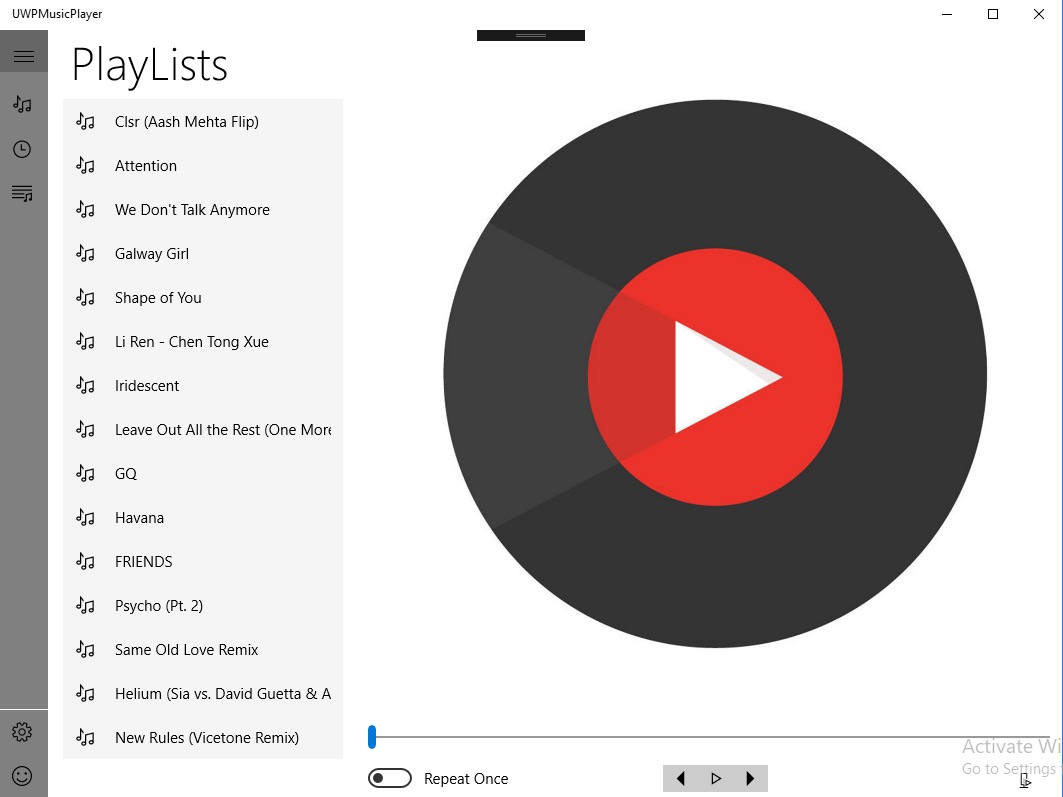 UWPMusicPlayer
PlayLists
Clsr (Aash Mehta Flip)
Attention
We Don't Talk Anymore
Galway Girl
Shape of You
Li Ren - Chen Tong Xue
Iridescent
Leave Out All the Rest (One More
GQ
Havana
FRIENDS
Psycho (Pt. 2)
Same Old Love Remix
Helium (Sia vs. David Guetta & A
New Rules (Vicetone Remix)
Repeat Once
Activate Wi
Go to Settings